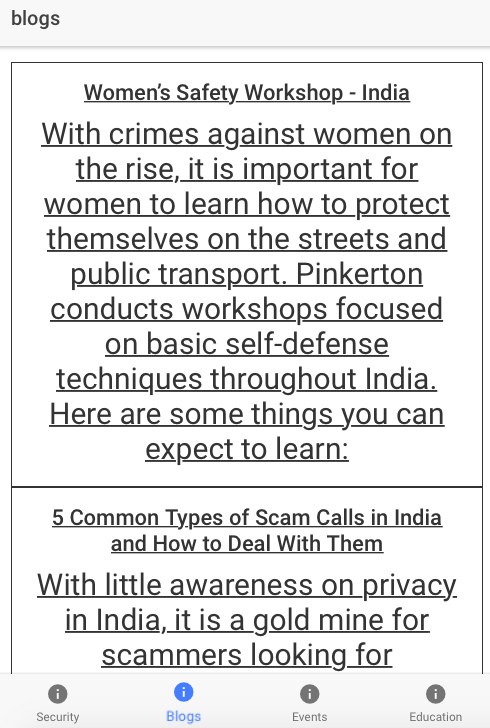 blogs
Women’s Safety Workshop - India
With crimes against women on
the rise, it is important for
women to learn how to protect
themselves on the streets and
public transport. Pinkerton
conducts workshops focused
on basic self-defense
techniques throughout India.
Here are some things you can
expect to learn:
5 Common Types of Scam Calls in India
and How to Deal With Them
With little awareness on privacy
in India, it is a gold mine for
scammers looking for
Security
Blogs
Events
Education